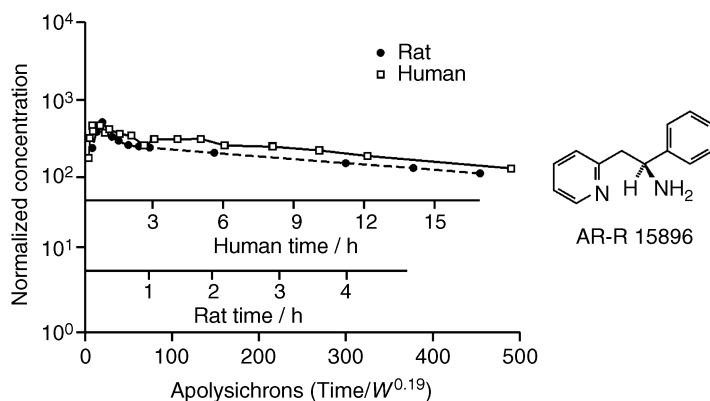 Normalized concentration
10⁴
10³
10²
10¹
10⁰
Rat
Human
3 6 9 12 15
Human time / h
1 2 3 4
Rat time / h
0 100 200 300 400 500
Apolysichrons (Time/W⁰·¹⁹)
N
H
NH₂
AR-R 15896